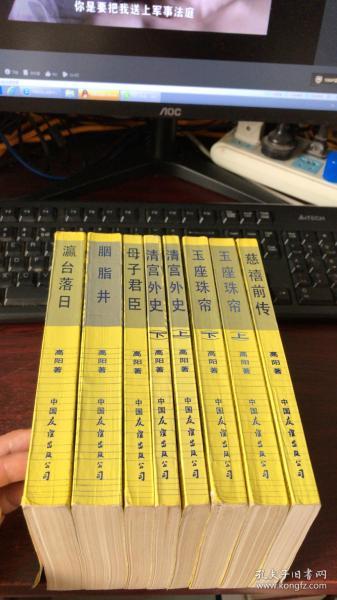 你是要把我送上军事法庭
AOC
A4TECH
瀛台落日
高阳著
中国友谊出版公司
胭脂井
高阳著
中国友谊出版公司
母子君臣
高阳著
中国友谊出版公司
清宫外史
下
高阳著
中国友谊出版公司
清宫外史
上
高阳著
中国友谊出版公司
玉座珠帘
下
高阳著
中国友谊出版公司
玉座珠帘
上
高阳著
中国友谊出版公司
慈禧前传
高阳著
中国友谊出版公司
孔夫子旧书网
www.kongfz.com